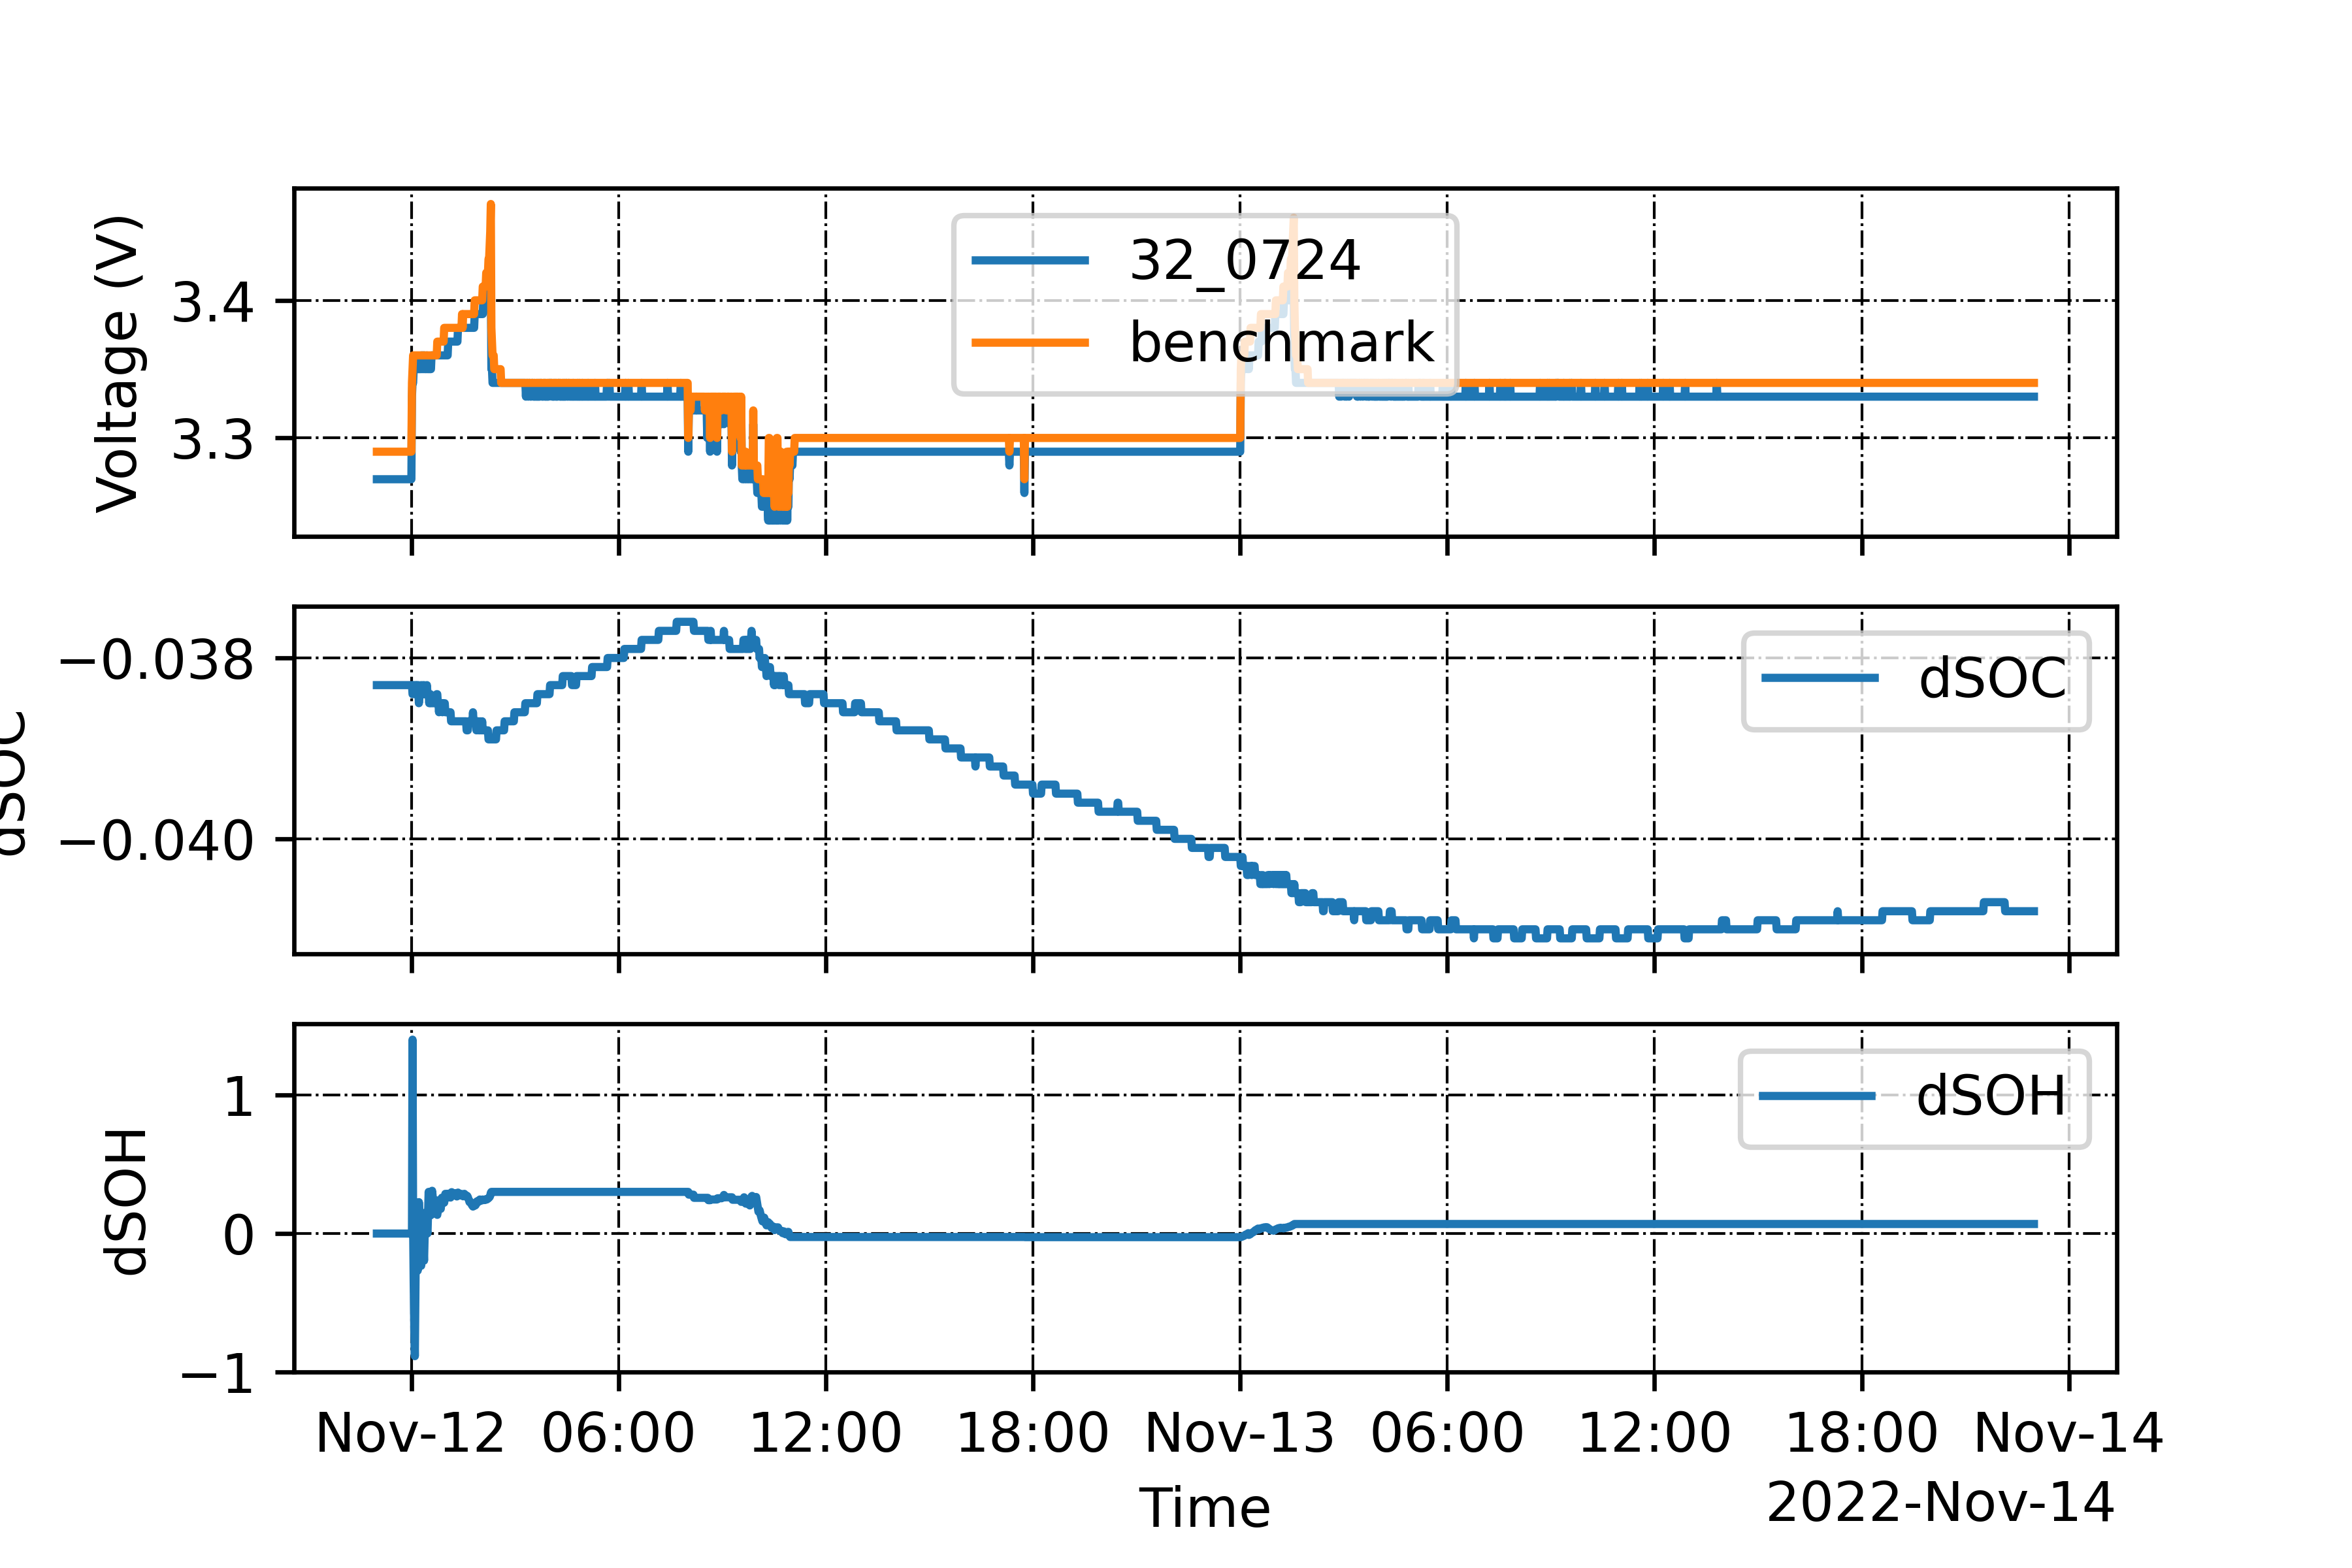 Voltage (V)
3.4
3.3
32_0724
benchmark
dSOC
−0.038
−0.040
dSOC
dSOH
1
0
−1
dSOH
Nov-12 06:00 12:00 18:00 Nov-13 06:00 12:00 18:00 Nov-14
Time
2022-Nov-14